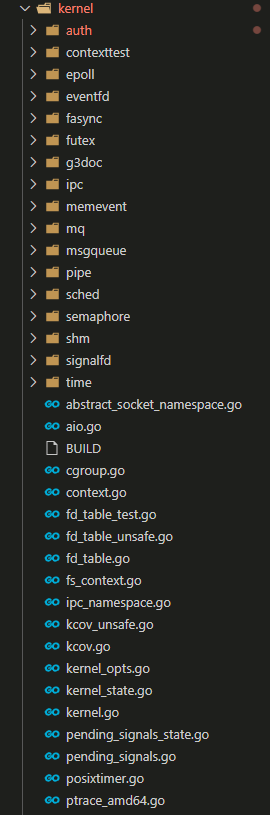 kernel
auth
contexttest
epoll
eventfd
fasync
futex
g3doc
ipc
memevent
mq
msgqueue
pipe
sched
semaphore
shm
signalfd
time
abstract_socket_namespace.go
aio.go
BUILD
cgroup.go
context.go
fd_table_test.go
fd_table_unsafe.go
fd_table.go
fs_context.go
ipc_namespace.go
kcov_unsafe.go
kcov.go
kernel_opts.go
kernel_state.go
kernel.go
pending_signals_state.go
pending_signals.go
posixtimer.go
ptrace_amd64.go